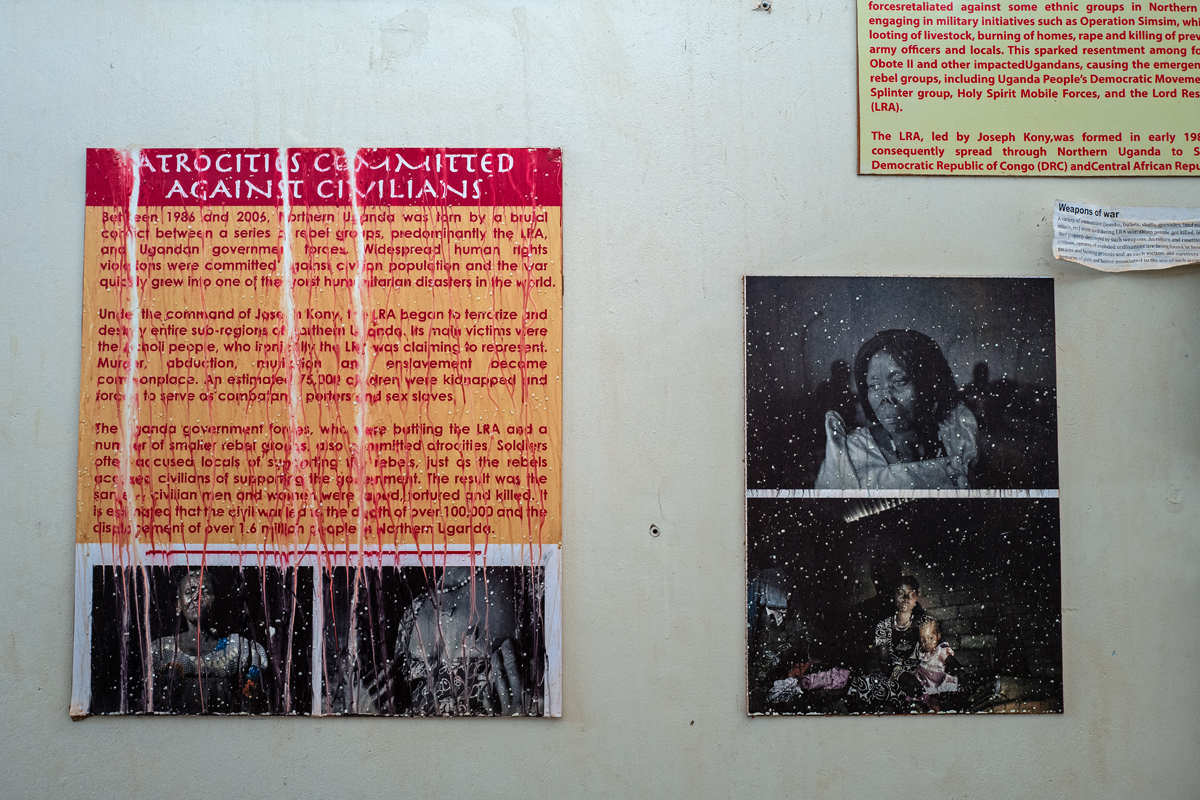 ATROCITIES COMMITTED
AGAINST CIVILIANS
Between 1986 and 2006, Northern Uganda was torn by a brutal
conflict between a series of rebel groups, predominantly the LRA,
and Ugandan government forces. Widespread human rights
violations were committed against civilian population and the war
quickly grew into one of the worst humanitarian disasters in the world.
Under the command of Joseph Kony, the LRA began to terrorize and
destroy entire sub-regions of Northern Uganda. Its main victims were
the Acholi people, who ironically the LRA was claiming to represent.
Murder, abduction, mutilation and enslavement became
commonplace. An estimated 75,000 children were kidnapped and
forced to serve as combatants, porters and sex slaves.
The Uganda government forces, who were battling the LRA and a
number of smaller rebel groups, also committed atrocities. Soldiers
often accused locals of supporting the rebels, just as the rebels
accused civilians of supporting the government. The result was the
same: civilian men and women were raped, tortured and killed. It
is estimated that the civil war led to the death of over 100,000 and the
displacement of over 1.6 million people in Northern Uganda.
forcesretaliated against some ethnic groups in Northern
engaging in military initiatives such as Operation Simsim, whi
looting of livestock, burning of homes, rape and killing of prev
army officers and locals. This sparked resentment among fo
Obote II and other impactedUgandans, causing the emergen
rebel groups, including Uganda People's Democratic Moveme
Splinter group, Holy Spirit Mobile Forces, and the Lord Res
(LRA).
The LRA, led by Joseph Kony,was formed in early 198
consequently spread through Northern Uganda to S
Democratic Republic of Congo (DRC) andCentral African Repu
Weapons of war